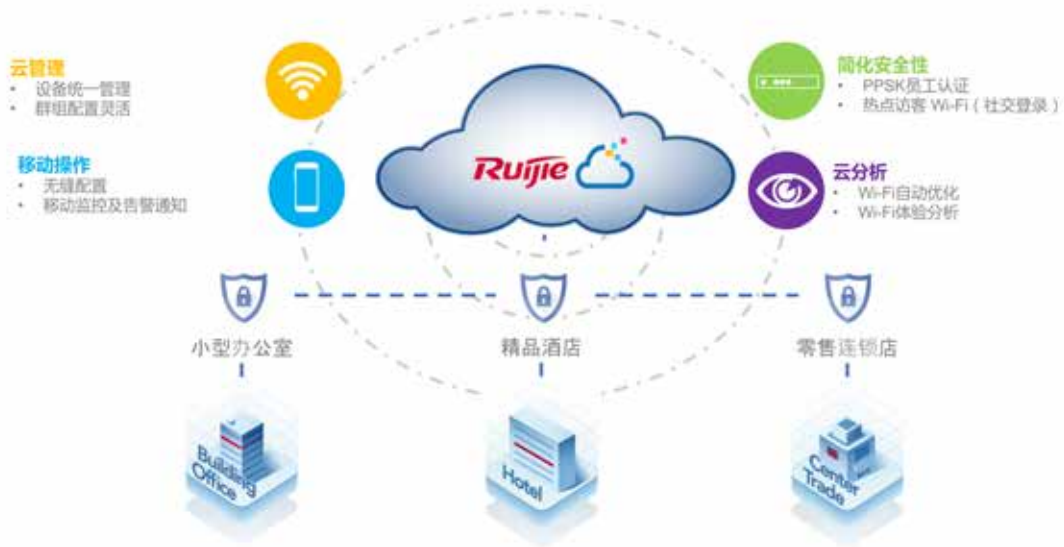 云管理
• 设备统一管理
• 群组配置灵活
移动操作
• 无缝配置
• 移动监控及告警通知
Ruijie
简化安全性
• PPSK员工认证
• 热点访客 Wi-Fi（社交登录）
云分析
• Wi-Fi自动优化
• Wi-Fi体验分析
小型办公室
精品酒店
零售连锁店
Building
Office
Hotel
Center
Trade